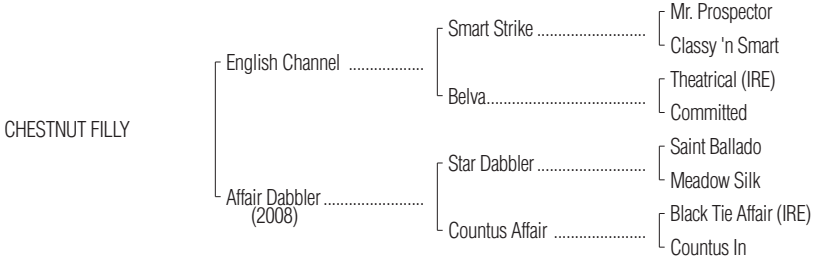 Mr. Prospector
Smart Strike ..........................
Classy 'n Smart
English Channel ..................
Theatrical (IRE)
Belva......................................
Committed
CHESTNUT FILLY
Saint Ballado
Star Dabbler ..........................
Meadow Silk
Affair Dabbler........................
(2008)
Black Tie Affair (IRE)
Countus Affair ......................
Countus In